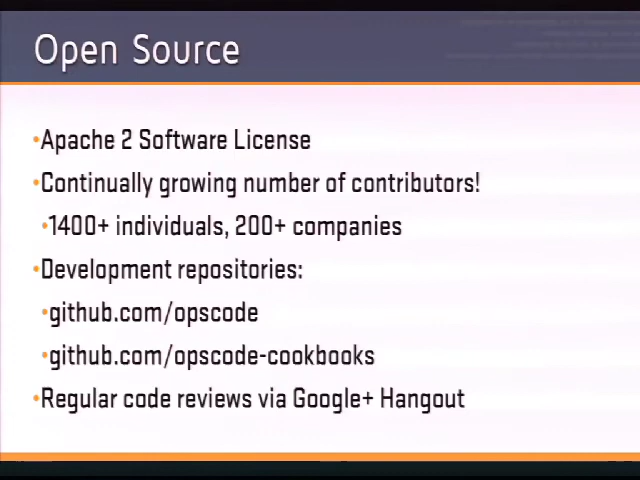 Open Source
•Apache 2 Software License
•Continually growing number of contributors!
•1400+ individuals, 200+ companies
•Development repositories:
•github.com/opscode
•github.com/opscode-cookbooks
•Regular code reviews via Google+ Hangout